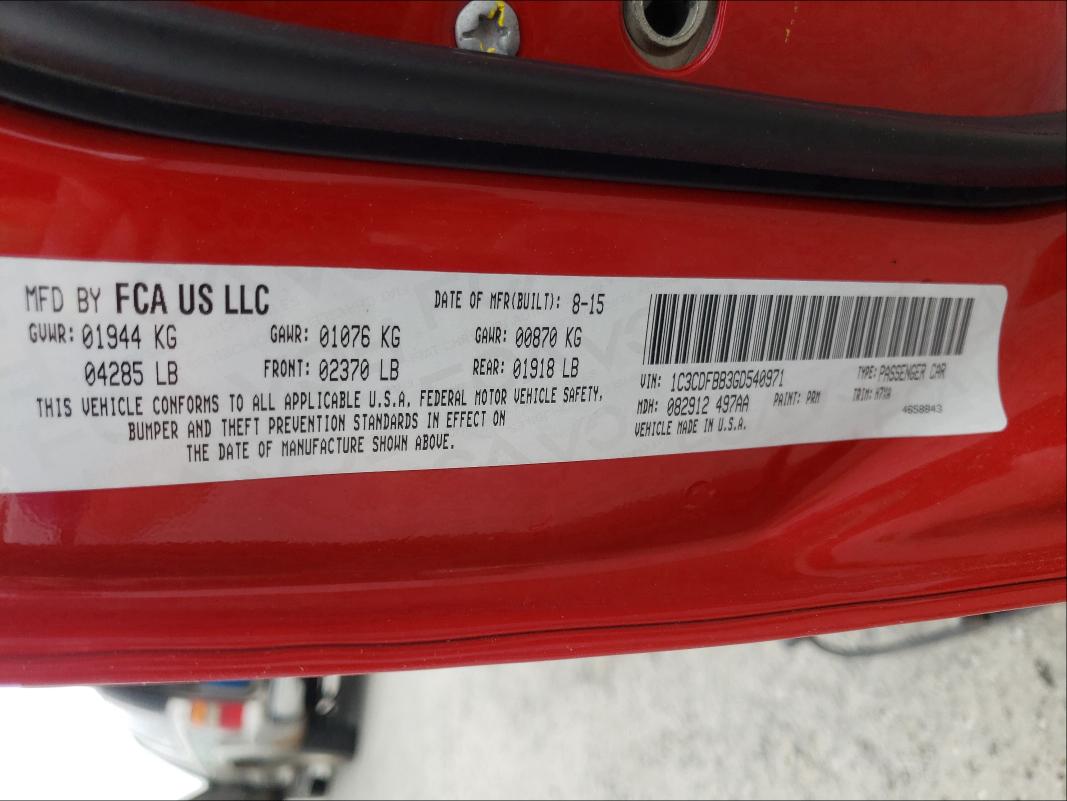 MFD BY FCA US LLC
DATE OF MFR(BUILT): 8-15
GVWR: 01944 KG GAWR: 01076 KG GAWR: 00870 KG
04285 LB FRONT: 02370 LB REAR: 01918 LB
THIS VEHICLE CONFORMS TO ALL APPLICABLE U.S.A. FEDERAL MOTOR VEHICLE SAFETY,
BUMPER AND THEFT PREVENTION STANDARDS IN EFFECT ON
THE DATE OF MANUFACTURE SHOWN ABOVE.
VIN: 1C3CDFBB3GD540971 TYPE: PASSENGER CAR
MDH: 082912 497AA PAINT: PRM TRIM: H7XA
VEHICLE MADE IN U.S.A. 4658843